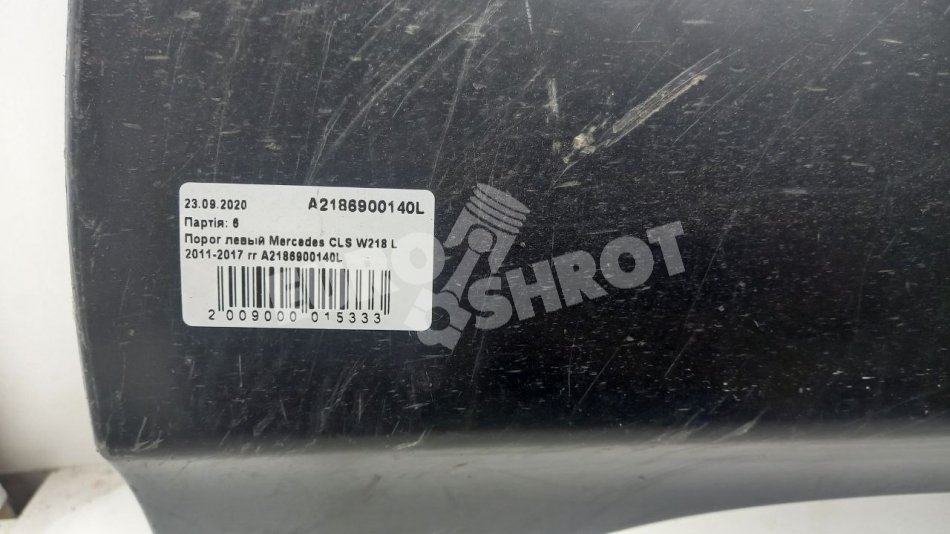 23.09.2020 A2186900140L
Партія: 6
Порог левый Mercedes CLS W218 L
2011-2017 гг A2186900140L
2 009000 015333
SHROT